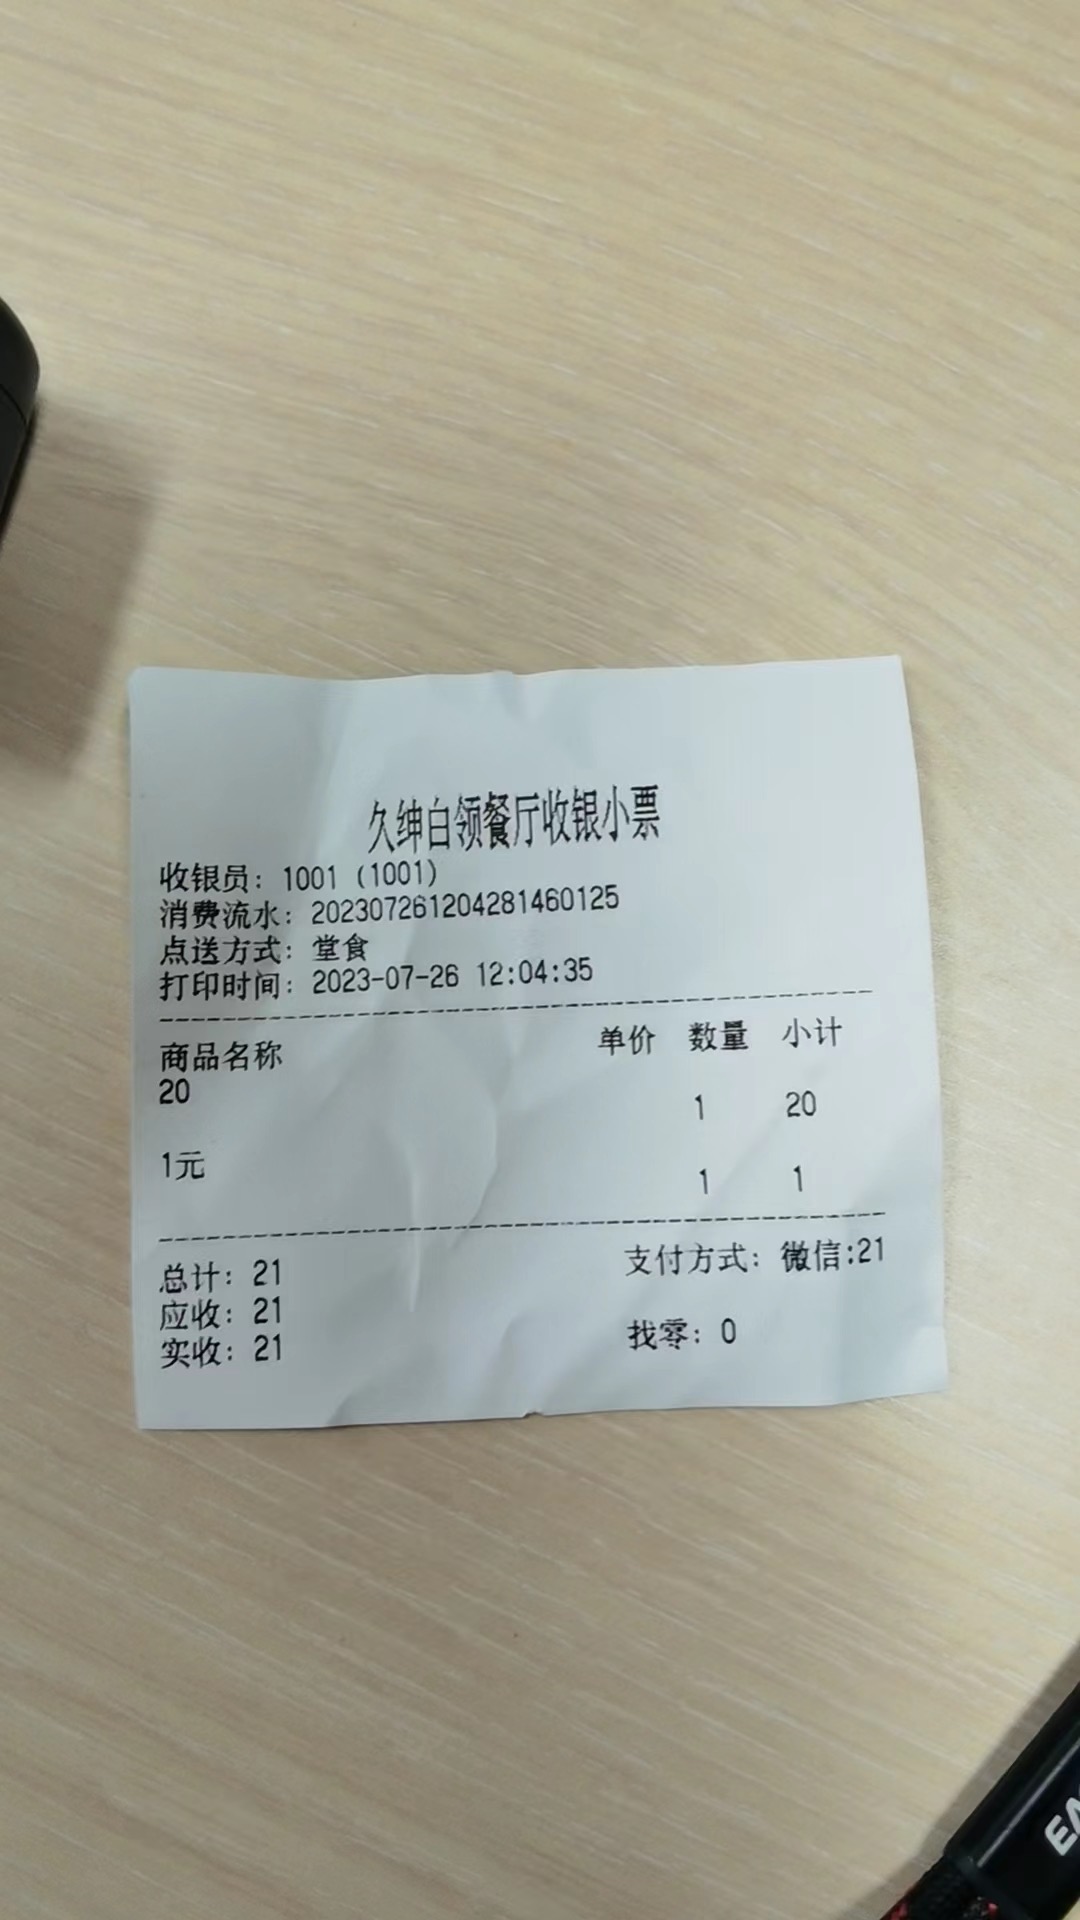 久绅白领餐厅收银小票
收银员：1001 (1001)
消费流水：202307261204281460125
点送方式：堂食
打印时间：2023-07-26 12:04:35
商品名称 单价 数量 小计
20
1 20
1元
1 1
总计：21 支付方式：微信:21
应收：21
实收：21 找零：0